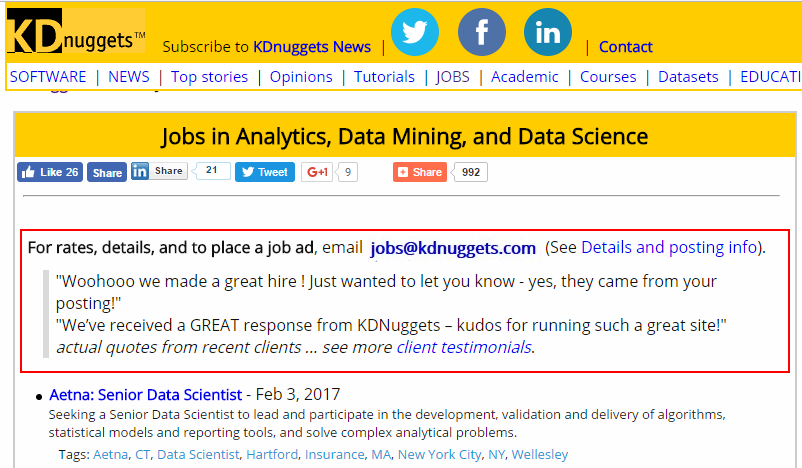 KDnuggets™ Subscribe to KDnuggets News | | Contact
SOFTWARE | NEWS | Top stories | Opinions | Tutorials | JOBS | Academic | Courses | Datasets | EDUCATI
Jobs in Analytics, Data Mining, and Data Science
Like 26 Share in Share 21 Tweet G+1 9 Share 992
For rates, details, and to place a job ad, email jobs@kdnuggets.com (See Details and posting info).
"Woohooo we made a great hire ! Just wanted to let you know - yes, they came from your
posting!"
"We’ve received a GREAT response from KDNuggets – kudos for running such a great site!"
actual quotes from recent clients ... see more client testimonials.
Aetna: Senior Data Scientist - Feb 3, 2017
Seeking a Senior Data Scientist to lead and participate in the development, validation and delivery of algorithms,
statistical models and reporting tools, and solve complex analytical problems.
Tags: Aetna, CT, Data Scientist, Hartford, Insurance, MA, New York City, NY, Wellesley